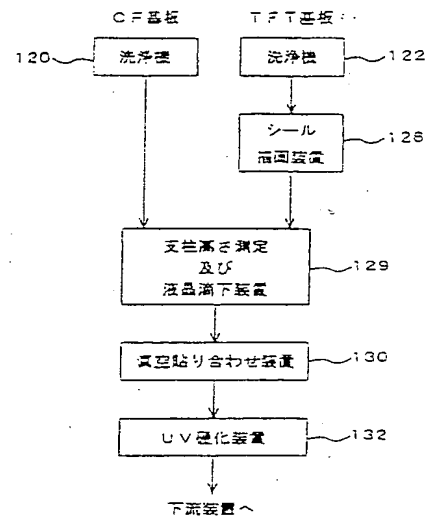 CF基板
TFT基板
120
洗浄機
洗浄機
122
シール
描画装置
128
支柱高さ測定
及び
液晶滴下装置
129
真空貼り合わせ装置
130
UV硬化装置
132
下流装置へ